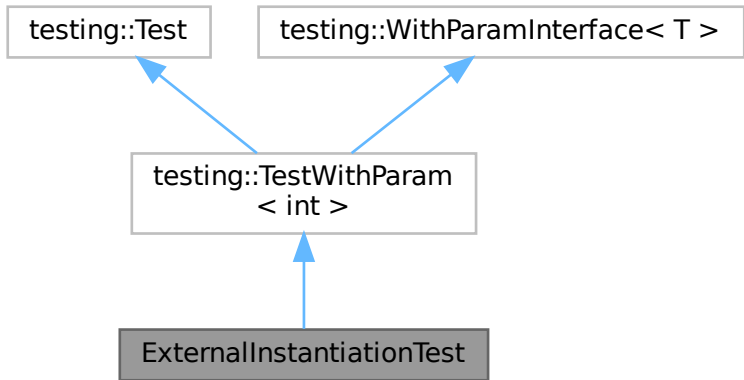 testing::Test
testing::WithParamInterface< T >
testing::TestWithParam
< int >
ExternalInstantiationTest